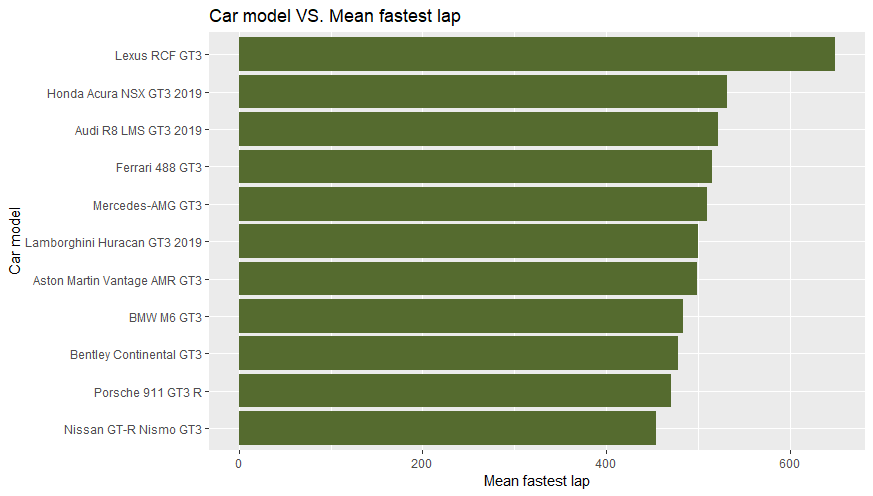 Car model VS. Mean fastest lap
Lexus RCF GT3
Honda Acura NSX GT3 2019
Audi R8 LMS GT3 2019
Ferrari 488 GT3
Mercedes-AMG GT3
Lamborghini Huracan GT3 2019
Aston Martin Vantage AMR GT3
BMW M6 GT3
Bentley Continental GT3
Porsche 911 GT3 R
Nissan GT-R Nismo GT3
Car model
0 200 400 600
Mean fastest lap